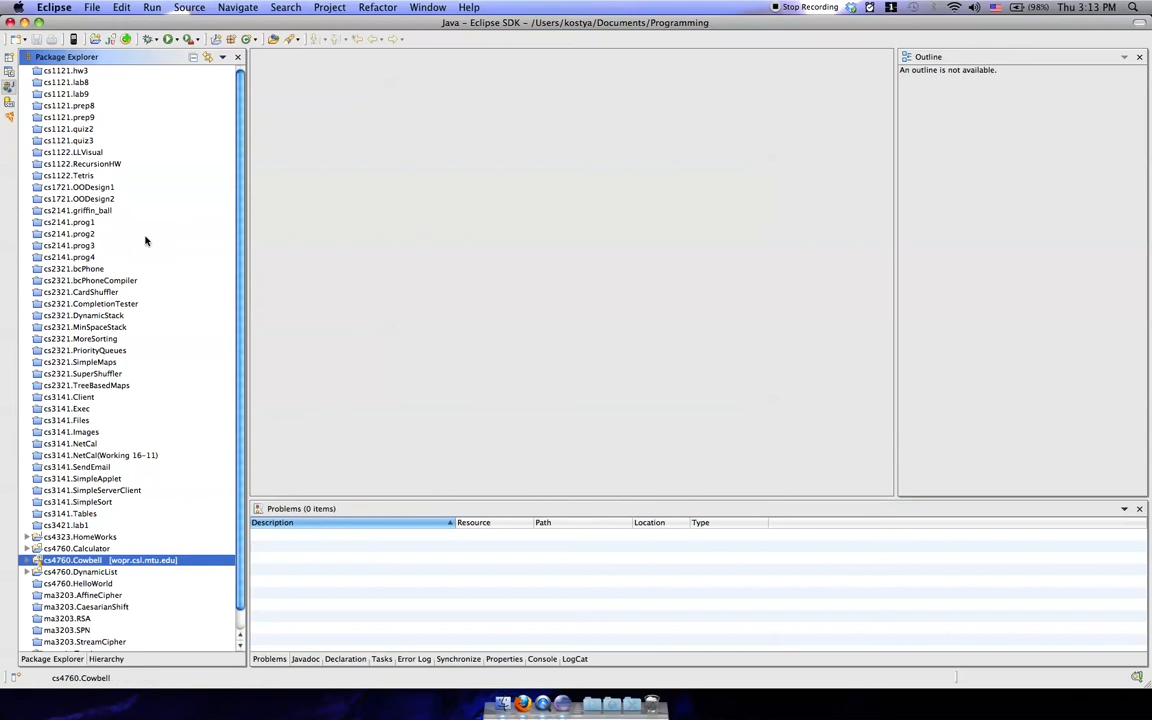 Eclipse File Edit Run Source Navigate Search Project Refactor Window Help Stop Recording 1 (98%) Thu 3:13 PM
Java - Eclipse SDK - /Users/kostya/Documents/Programming
Package Explorer
cs1121.hw3
cs1121.lab8
cs1121.lab9
cs1121.prep8
cs1121.prep9
cs1121.quiz2
cs1121.quiz3
cs1122.LLVisual
cs1122.RecursionHW
cs1122.Tetris
cs1721.OODesign1
cs1721.OODesign2
cs2141.griffin_ball
cs2141.prog1
cs2141.prog2
cs2141.prog3
cs2141.prog4
cs2321.bcPhone
cs2321.bcPhoneCompiler
cs2321.CardShuffler
cs2321.CompletionTester
cs2321.DynamicStack
cs2321.MinSpaceStack
cs2321.MoreSorting
cs2321.PriorityQueues
cs2321.SimpleMaps
cs2321.SuperShuffler
cs2321.TreeBasedMaps
cs3141.Client
cs3141.Exec
cs3141.Files
cs3141.Images
cs3141.NetCal
cs3141.NetCal(Working 16-11)
cs3141.SendEmail
cs3141.SimpleApplet
cs3141.SimpleServerClient
cs3141.SimpleSort
cs3141.Tables
cs3421.lab1
cs4323.HomeWorks
cs4760.Calculator
cs4760.Cowbell [wopr.csl.mtu.edu]
cs4760.DynamicList
cs4760.HelloWorld
ma3203.AffineCipher
ma3203.CaesarianShift
ma3203.RSA
ma3203.SPN
ma3203.StreamCipher
Package Explorer Hierarchy
Outline
An outline is not available.
Problems (0 items)
Description Resource Path Location Type
Problems Javadoc Declaration Tasks Error Log Synchronize Properties Console LogCat
cs4760.Cowbell